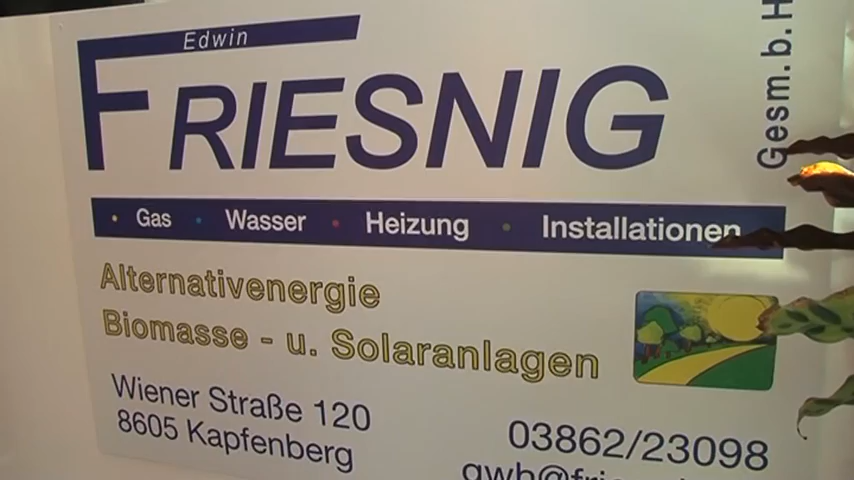 Edwin
FRIESNIG
Gesm.b.H
Gas • Wasser • Heizung • Installationen
Alternativenergie
Biomasse - u. Solaranlagen
Wiener Straße 120
8605 Kapfenberg
03862/23098